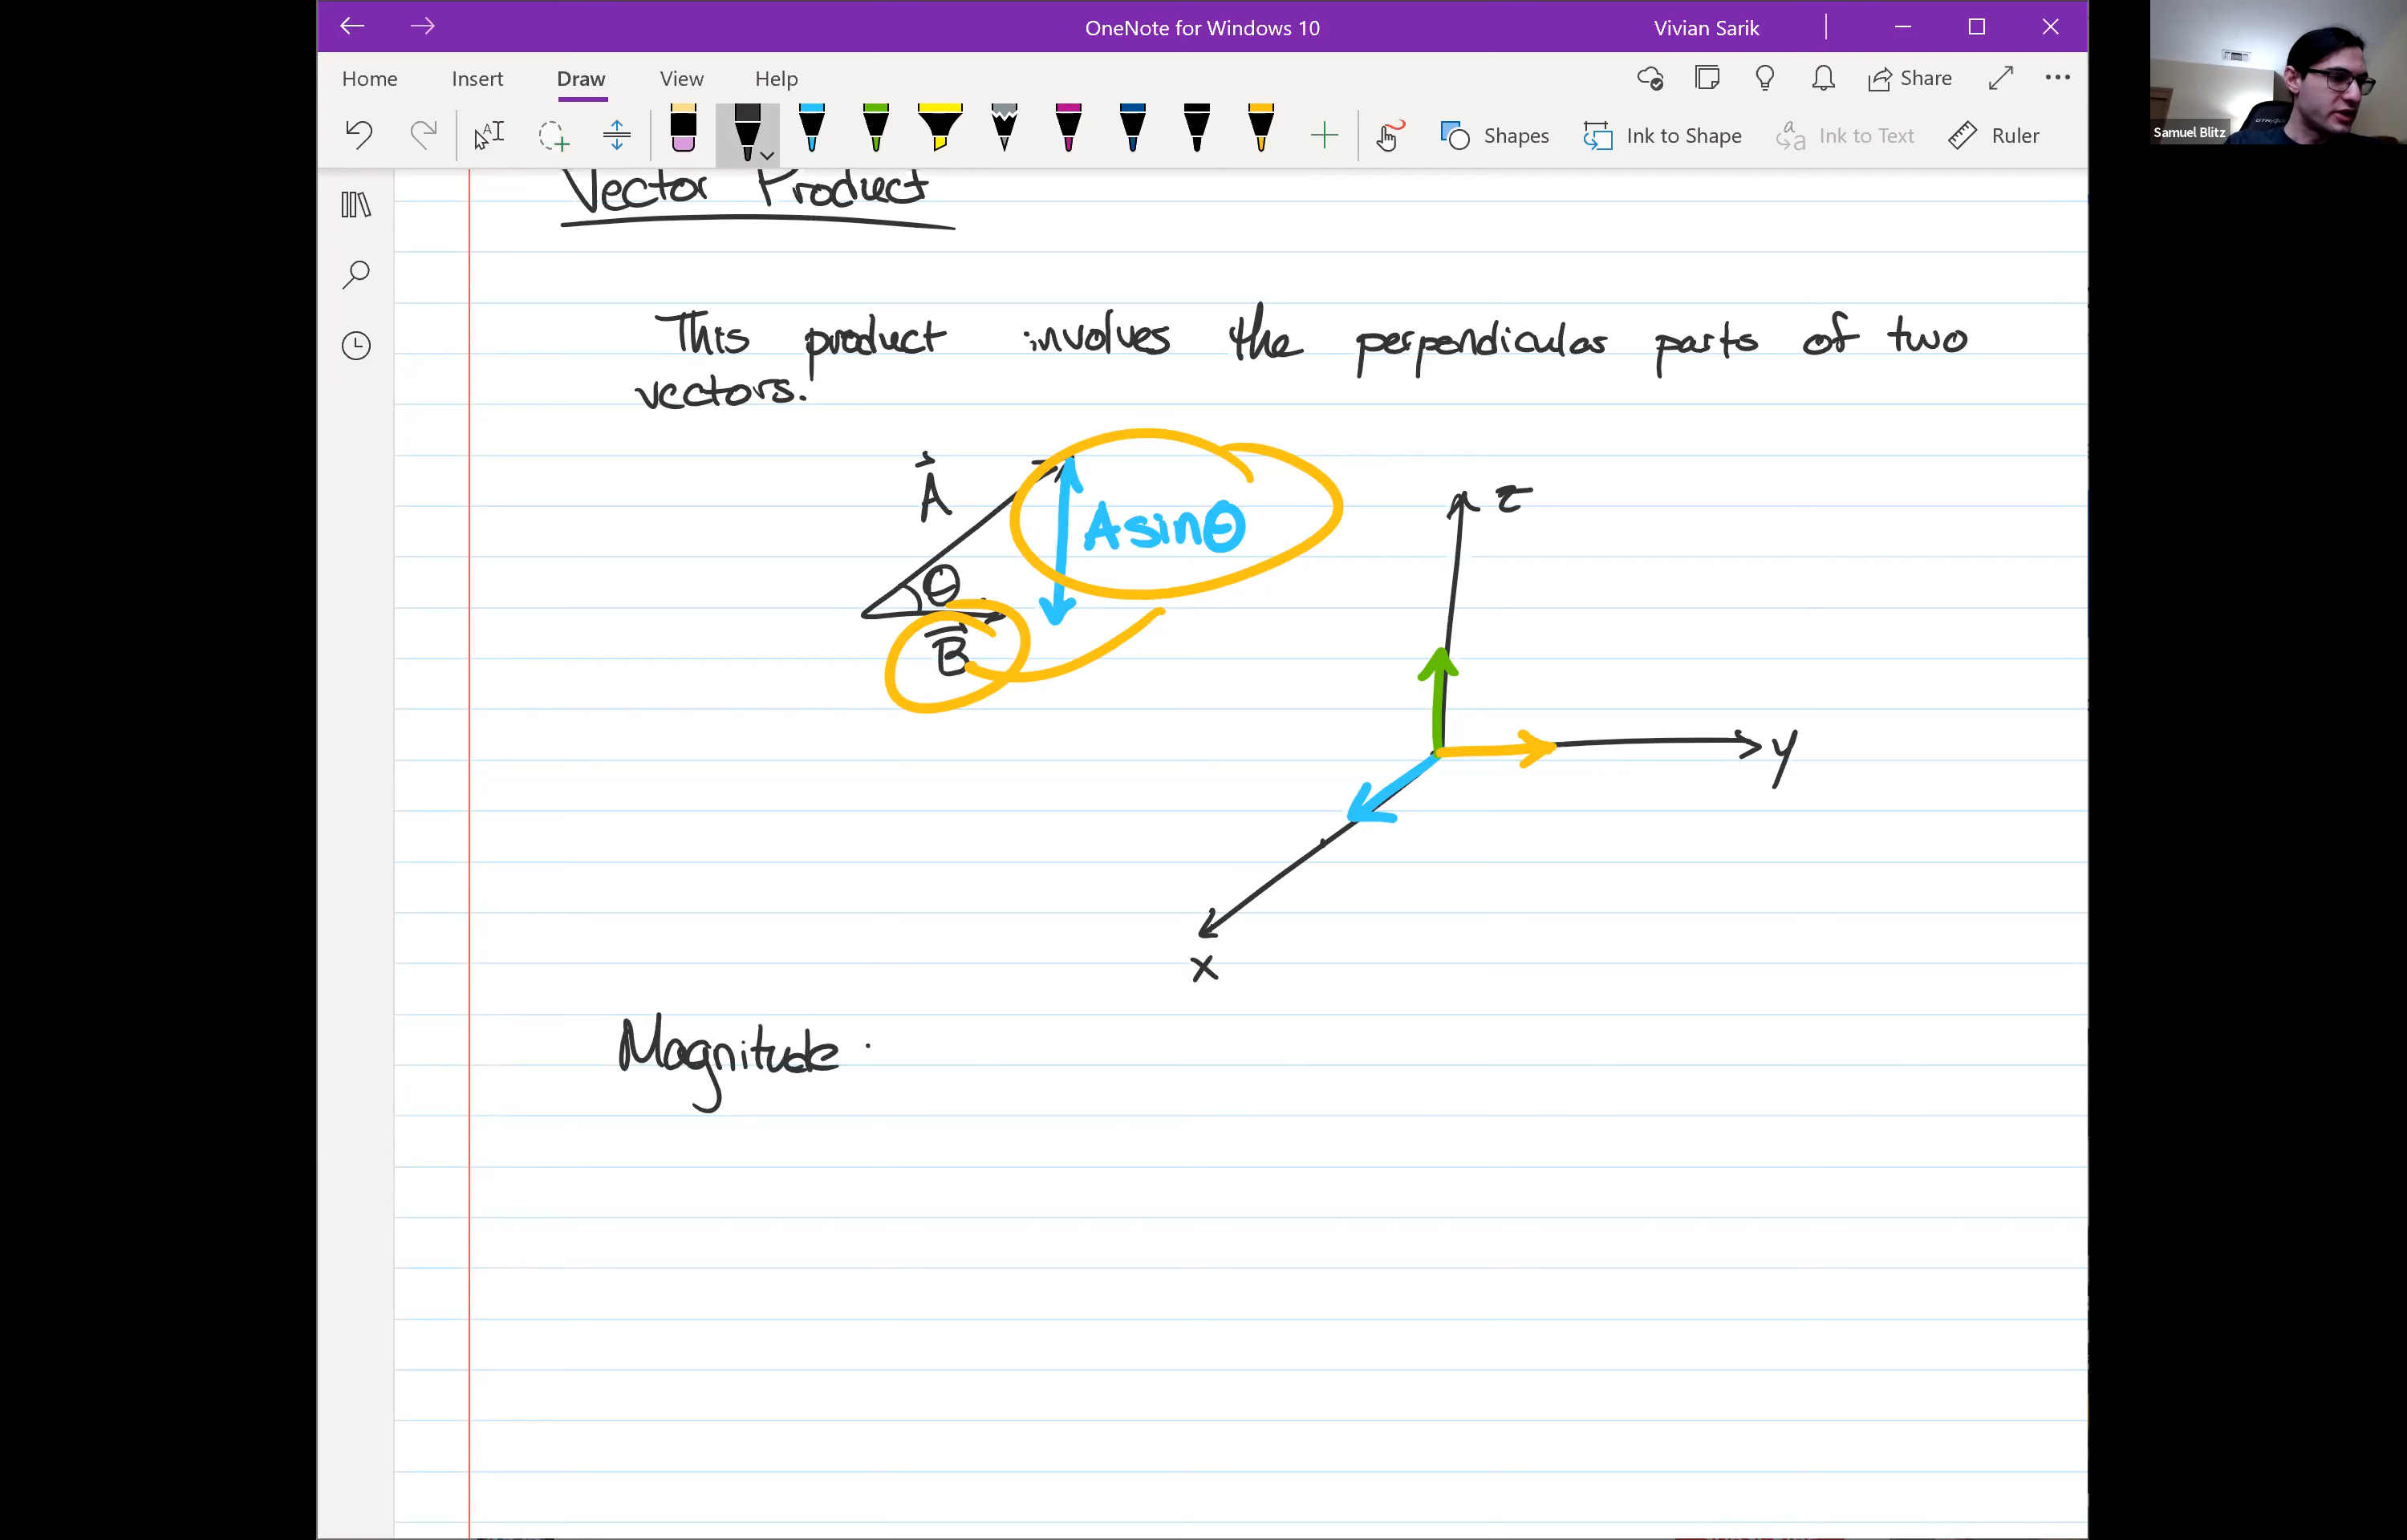 OneNote for Windows 10
Vivian Sarik
Home Insert Draw View Help
Share
Shapes Ink to Shape Ink to Text Ruler
Samuel Blitz
Vector Product
This product involves the perpendicular parts of two
vectors.
A
A sin θ
θ
B
z
y
x
Magnitude